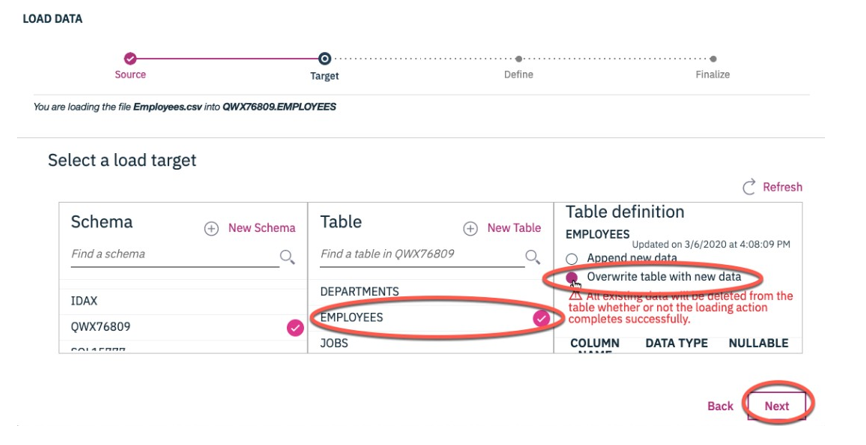 LOAD DATA
Source
Target
Define
Finalize
You are loading the file Employees.csv into QWX76809.EMPLOYEES
Select a load target
Refresh
Schema
New Schema
Find a schema
IDAX
QWX76809
Table
New Table
Find a table in QWX76809
DEPARTMENTS
EMPLOYEES
JOBS
Table definition
EMPLOYEES
Updated on 3/6/2020 at 4:08:09 PM
Append new data
Overwrite table with new data
All existing data will be deleted from the
table whether or not the loading action
completes successfully.
COLUMN NAME
DATA TYPE
NULLABLE
Back
Next